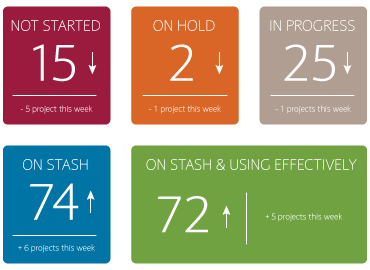 NOT STARTED
15
- 5 project this week
ON HOLD
2
- 1 project this week
IN PROGRESS
25
- 1 projects this week
ON STASH
74
+ 6 projects this week
ON STASH & USING EFFECTIVELY
72
+ 5 projects this week